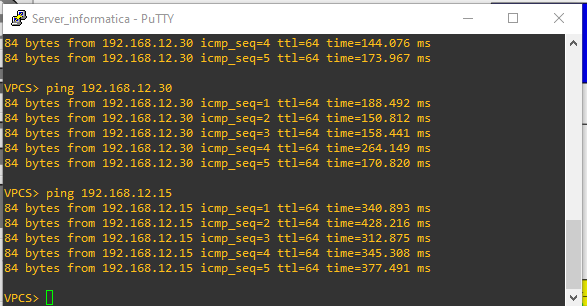 Server_informatica - PuTTY
84 bytes from 192.168.12.30 icmp_seq=4 ttl=64 time=144.076 ms
84 bytes from 192.168.12.30 icmp_seq=5 ttl=64 time=173.967 ms
VPCS> ping 192.168.12.30
84 bytes from 192.168.12.30 icmp_seq=1 ttl=64 time=188.492 ms
84 bytes from 192.168.12.30 icmp_seq=2 ttl=64 time=150.812 ms
84 bytes from 192.168.12.30 icmp_seq=3 ttl=64 time=158.441 ms
84 bytes from 192.168.12.30 icmp_seq=4 ttl=64 time=264.149 ms
84 bytes from 192.168.12.30 icmp_seq=5 ttl=64 time=170.820 ms
VPCS> ping 192.168.12.15
84 bytes from 192.168.12.15 icmp_seq=1 ttl=64 time=340.893 ms
84 bytes from 192.168.12.15 icmp_seq=2 ttl=64 time=428.216 ms
84 bytes from 192.168.12.15 icmp_seq=3 ttl=64 time=312.875 ms
84 bytes from 192.168.12.15 icmp_seq=4 ttl=64 time=345.308 ms
84 bytes from 192.168.12.15 icmp_seq=5 ttl=64 time=377.491 ms
VPCS>